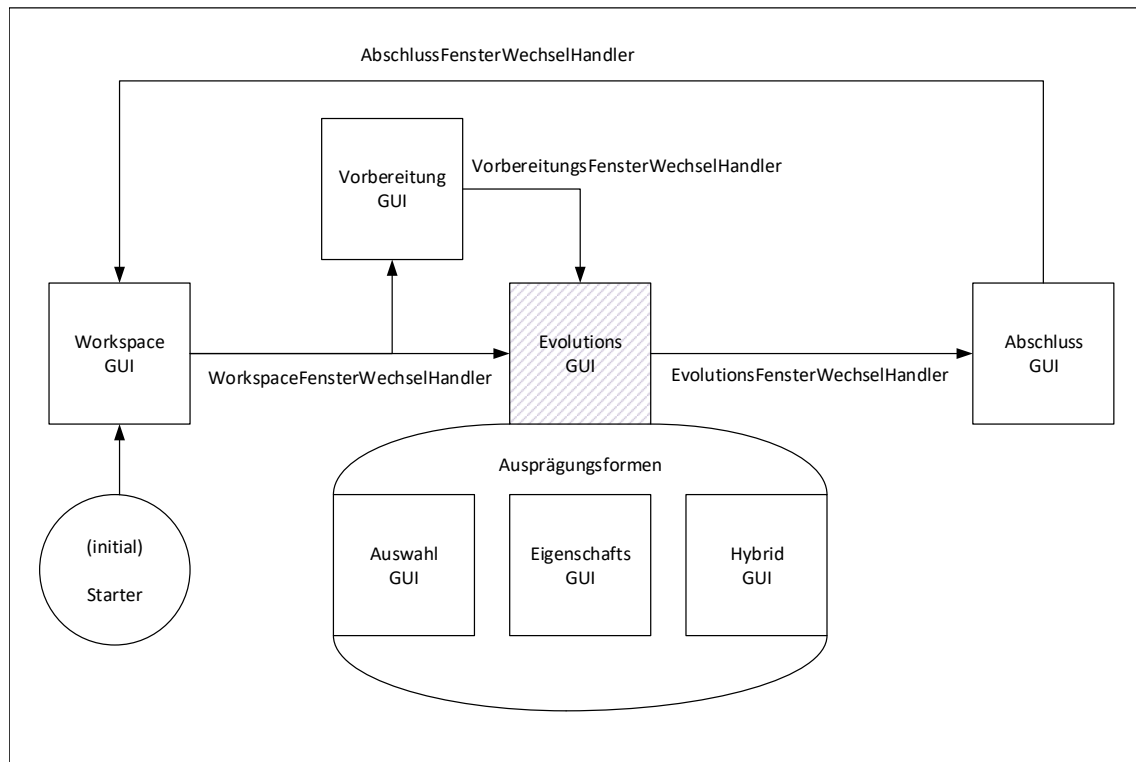 AbschlussFensterWechselHandler
VorbereitungsFensterWechselHandler
Vorbereitung
GUI
Workspace
GUI
Evolutions
GUI
Abschluss
GUI
WorkspaceFensterWechselHandler
EvolutionsFensterWechselHandler
Ausprägungsformen
(initial)
Starter
Auswahl
GUI
Eigenschafts
GUI
Hybrid
GUI